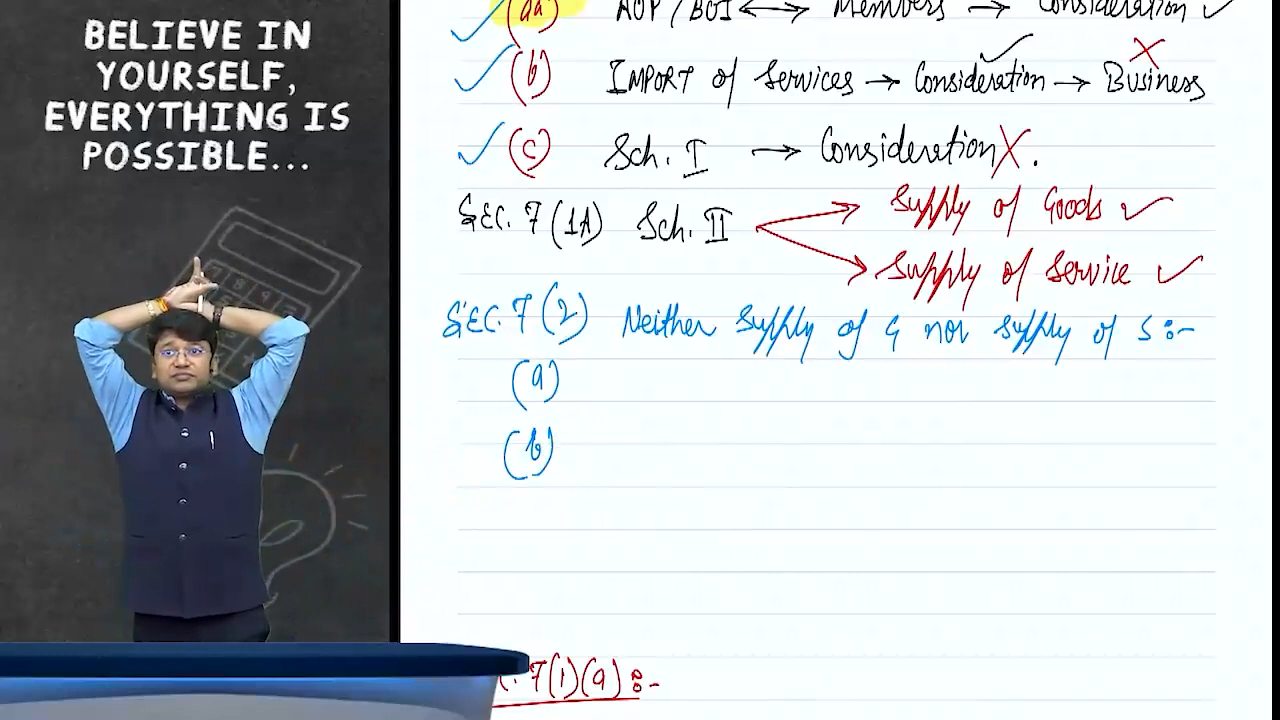 BELIEVE IN
YOURSELF,
EVERYTHING IS
POSSIBLE...
(aa) AOP/BOI ↔ Members → Consideration ✓
✓ (b) IMPORT of Services → Consideration → Business
✓ (c) Sch. I → Consideration X.
SEC. 7 (1A) Sch. II
Supply of Goods ✓
Supply of Service ✓
SEC. 7 (2) Neither Supply of G nor Supply of S :-
(a)
(b)
7(1)(a) :-